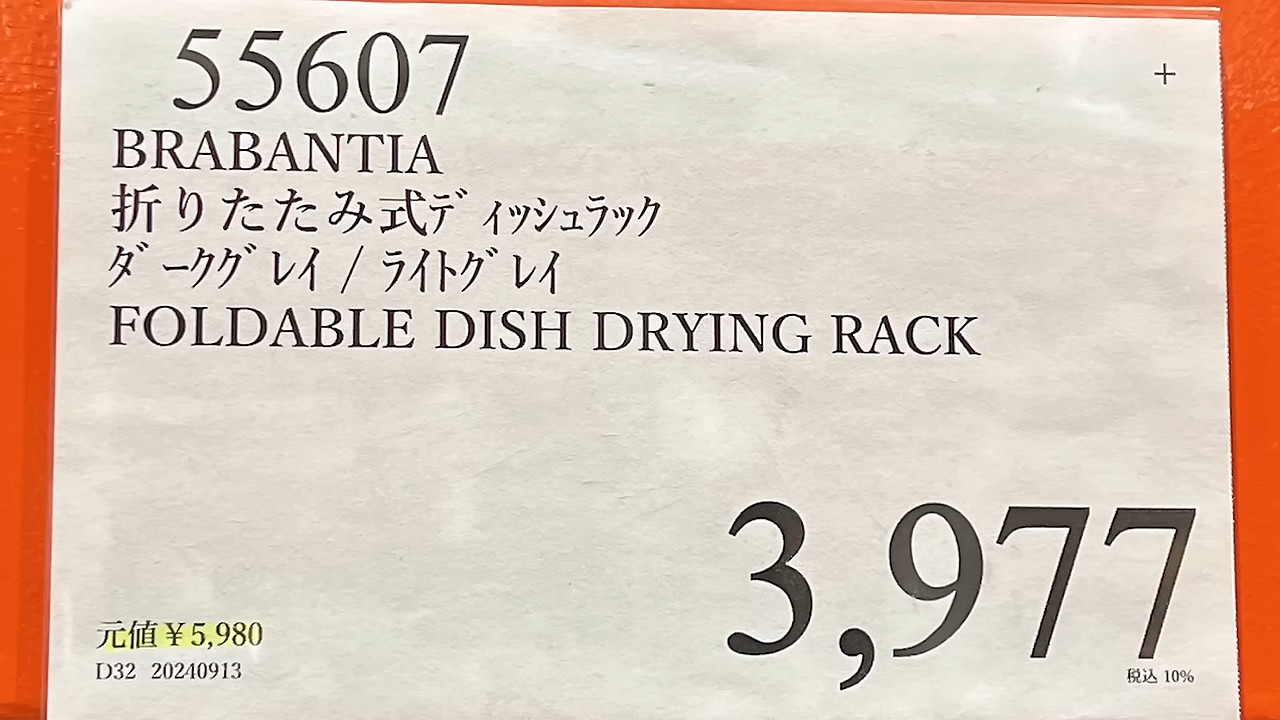 55607
+
BRABANTIA
折りたたみ式ﾃﾞｨｯｼｭﾗｯｸ
ﾀﾞｰｸｸﾞﾚｲ / ﾗｲﾄｸﾞﾚｲ
FOLDABLE DISH DRYING RACK
3,977
元値￥5,980
D32 20240913
税込 10%